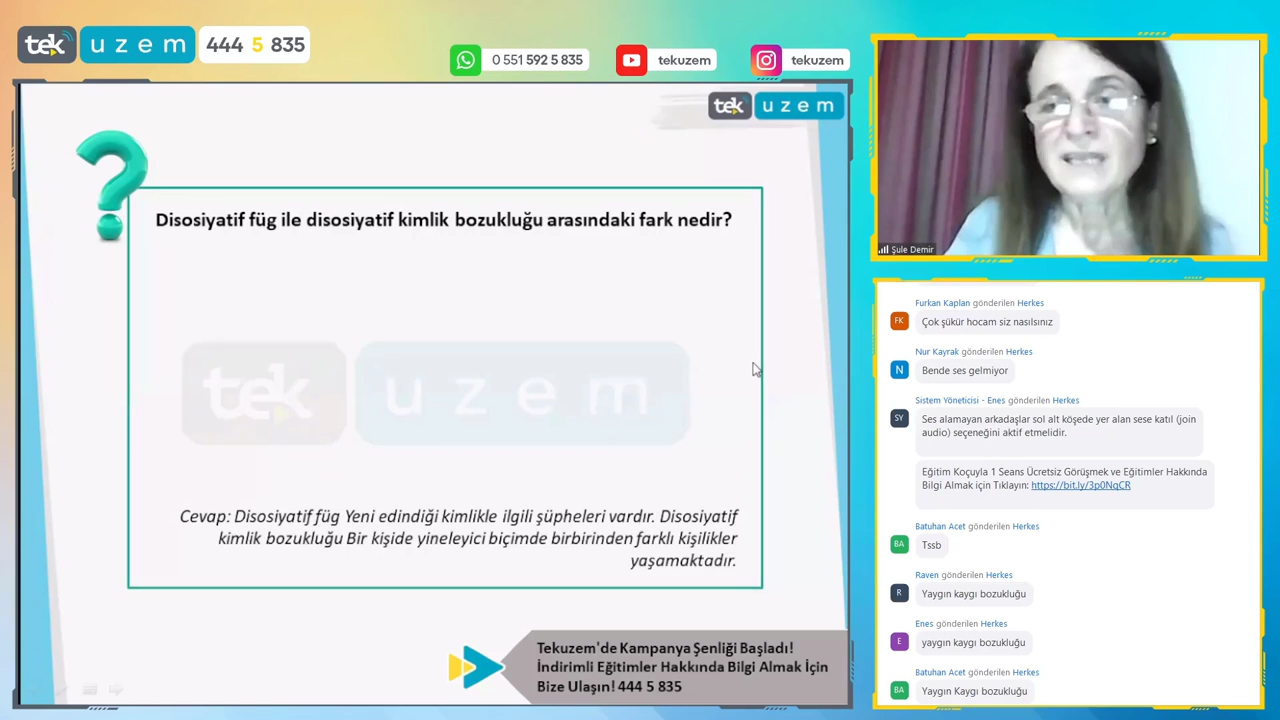 tek uzem 444 5 835
0 551 592 5 835
tekuzem
tekuzem
tek uzem
Disosiyatif füg ile disosiyatif kimlik bozukluğu arasındaki fark nedir?
tek uzem
Cevap: Disosiyatif füg Yeni edindiği kimlikle ilgili şüpheleri vardır. Disosiyatif
kimlik bozukluğu Bir kişide yineleyici biçimde birbirinden farklı kişilikler
yaşamaktadır.
Tekuzem'de Kampanya Şenliği Başladı!
İndirimli Eğitimler Hakkında Bilgi Almak İçin
Bize Ulaşın! 444 5 835
Şule Demir
Furkan Kaplan gönderilen Herkes
FK
Çok şükür hocam siz nasılsınız
Nur Kayrak gönderilen Herkes
N
Bende ses gelmiyor
Sistem Yöneticisi - Enes gönderilen Herkes
SY
Ses alamayan arkadaşlar sol alt köşede yer alan sese katıl (join
audio) seçeneğini aktif etmelidir.
Eğitim Koçuyla 1 Seans Ücretsiz Görüşmek ve Eğitimler Hakkında
Bilgi Almak için Tıklayın: https://bit.ly/3p0NqCR
Batuhan Acet gönderilen Herkes
BA
Tssb
Raven gönderilen Herkes
R
Yaygın kaygı bozukluğu
Enes gönderilen Herkes
E
yaygın kaygı bozukluğu
Batuhan Acet gönderilen Herkes
BA
Yaygın Kaygı bozukluğu